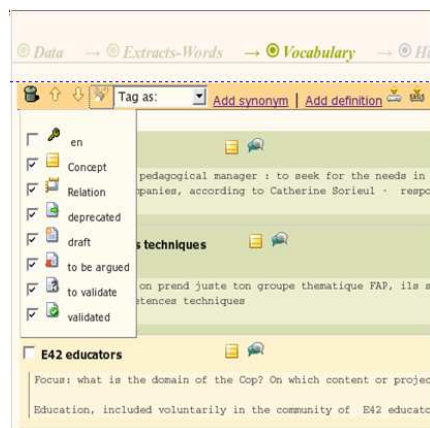 Data → Extracts-Words → Vocabulary → Hi
Tag as: Add synonym | Add definition
en
Concept
pedagogical manager : to seek for the needs in
Relation
panies, according to Catherine Sorieul - respo
deprecated
draft
s techniques
to be argued
to validate
on prend juste ton groupe thematique FAP, ils s
etences techniques
validated
E42 educators
Focus: what is the domain of the Cop? On which content or projec
Education, included voluntarily in the community of E42 educato